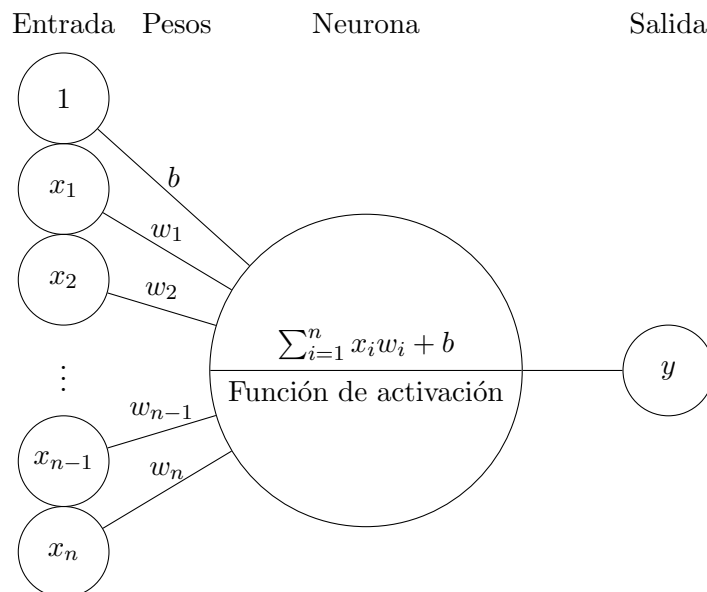 Entrada Pesos Neurona Salida
1
b
x_1
w_1
x_2
w_2
\sum_{i=1}^{n} x_i w_i + b
⋮
y
Función de activación
w_{n-1}
x_{n-1}
w_n
x_n